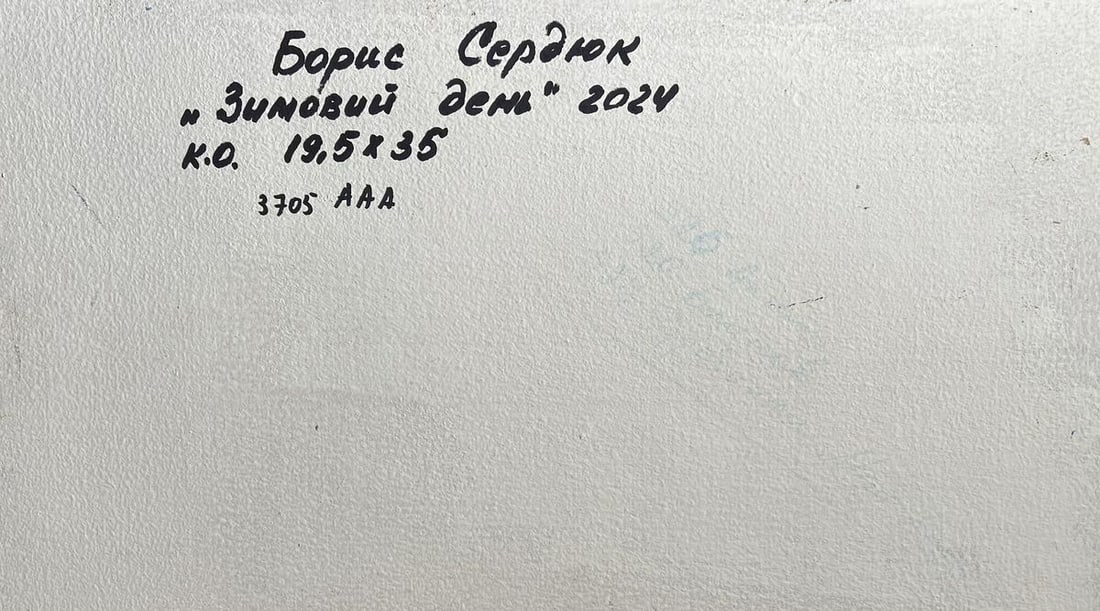 Борис Сердюк
„Зимовий день" 2024
к.о. 19,5х35
3705 ААА